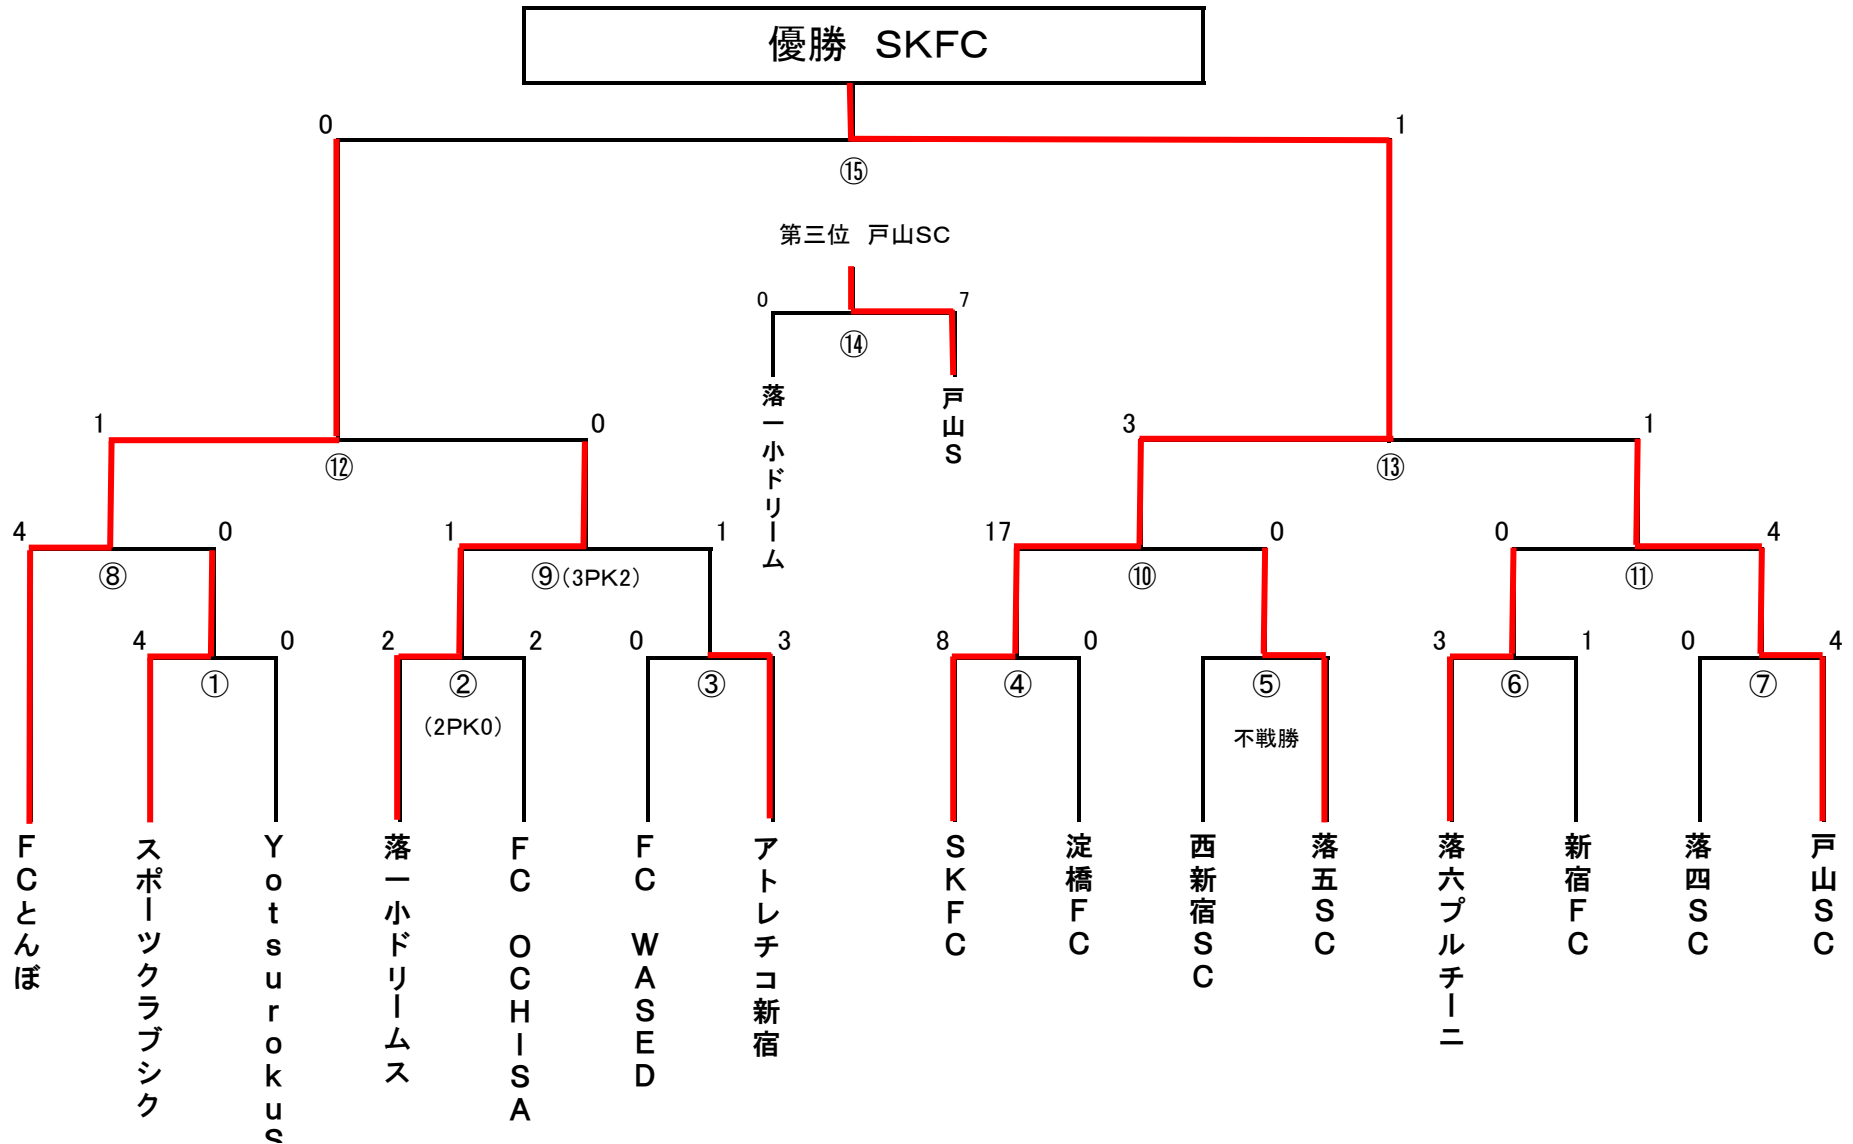 優勝 SKFC
0
1
⑮
第三位 戸山SC
0
7
⑭
落一小ドリーム
戸山S
1
0
3
1
⑫
⑬
4
0
1
1
17
0
0
4
⑧
⑨(3PK2)
⑩
⑪
4
0
2
2
0
3
8
0
3
1
0
4
①
②
③
④
⑤
⑥
⑦
(2PK0)
不戦勝
FCとんぼ
スポーツクラブシク
YotsurokuS
落一小ドリームス
FC OCHISA
FC WASED
アトレチコ新宿
SKFC
淀橋FC
西新宿SC
落五SC
落六プルチーニ
新宿FC
落四SC
戸山SC